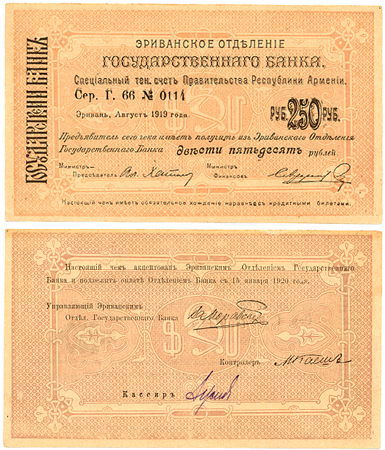 ГОСУДАРСТВЕННЫЙ БАНКЪ
ЭРИВАНСКОЕ ОТДѢЛЕНІЕ
ГОСУДАРСТВЕННАГО БАНКА.
Спеціальный тек. счетъ Правительства Республики Арменіи.
Сер. Г. 66 № 0114
Эривань, Августъ 1919 года.
РУБ. 250 РУБ.
Предъявитель сего чека имѣетъ получить изъ Эриванскаго Отдѣленія
Государственнаго Банка двѣсти пятьдесятъ рублей
Министръ-
Предсѣдатель
Министръ
Финансовъ
Настоящій чекъ имѣетъ обязательное хожденіе наравнѣ съ кредитными билетами.
Настоящій чекъ акцептованъ Эриванскимъ Отдѣленіемъ Государственнаго
Банка и подлежитъ оплатѣ Отдѣленіемъ Банка съ 15 января 1920 года.
Управляющій Эриванскимъ
Отдѣл. Государственнаго Банка
Контролеръ
Кассиръ